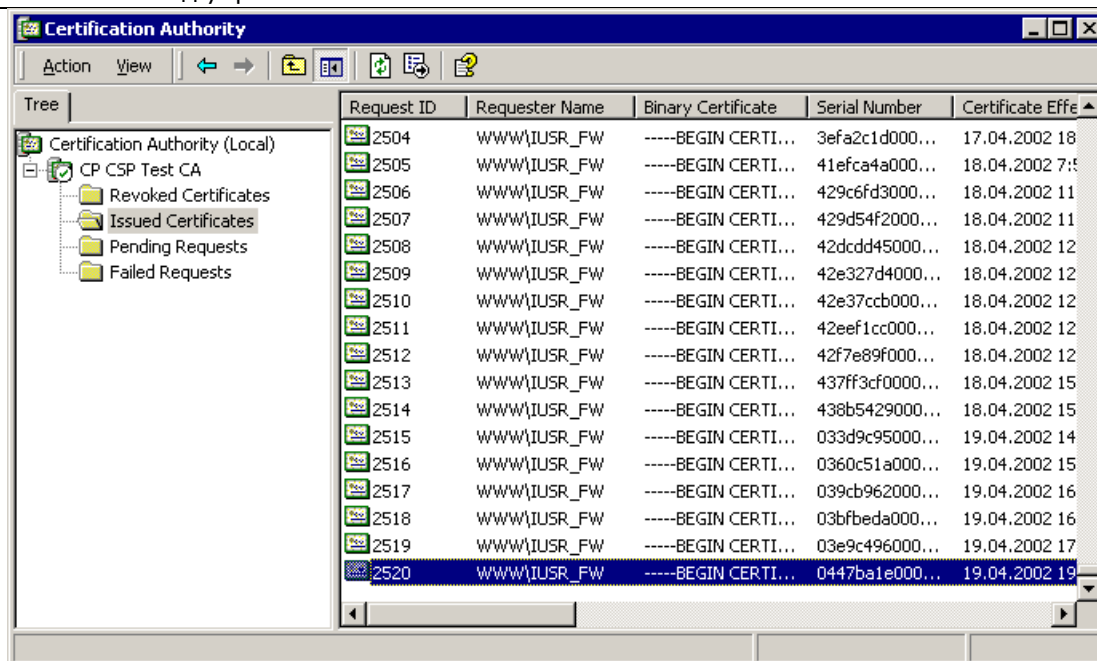 Certification Authority
Action View
Tree
Request ID Requester Name Binary Certificate Serial Number Certificate Effe
Certification Authority (Local)
CP CSP Test CA
Revoked Certificates
Issued Certificates
Pending Requests
Failed Requests
2504 WWW\IUSR_FW -----BEGIN CERTI... 3efa2c1d000... 17.04.2002 18
2505 WWW\IUSR_FW -----BEGIN CERTI... 41efca4a000... 18.04.2002 7:5
2506 WWW\IUSR_FW -----BEGIN CERTI... 429c6fd3000... 18.04.2002 11
2507 WWW\IUSR_FW -----BEGIN CERTI... 429d54f2000... 18.04.2002 11
2508 WWW\IUSR_FW -----BEGIN CERTI... 42dcdd45000... 18.04.2002 12
2509 WWW\IUSR_FW -----BEGIN CERTI... 42e327d4000... 18.04.2002 12
2510 WWW\IUSR_FW -----BEGIN CERTI... 42e37ccb000... 18.04.2002 12
2511 WWW\IUSR_FW -----BEGIN CERTI... 42eef1cc000... 18.04.2002 12
2512 WWW\IUSR_FW -----BEGIN CERTI... 42f7e89f000... 18.04.2002 12
2513 WWW\IUSR_FW -----BEGIN CERTI... 437ff3cf0000... 18.04.2002 15
2514 WWW\IUSR_FW -----BEGIN CERTI... 438b5429000... 18.04.2002 15
2515 WWW\IUSR_FW -----BEGIN CERTI... 033d9c95000... 19.04.2002 14
2516 WWW\IUSR_FW -----BEGIN CERTI... 0360c51a000... 19.04.2002 15
2517 WWW\IUSR_FW -----BEGIN CERTI... 039cb962000... 19.04.2002 16
2518 WWW\IUSR_FW -----BEGIN CERTI... 03bfbeda000... 19.04.2002 16
2519 WWW\IUSR_FW -----BEGIN CERTI... 03e9c496000... 19.04.2002 17
2520 WWW\IUSR_FW -----BEGIN CERTI... 0447ba1e000... 19.04.2002 19